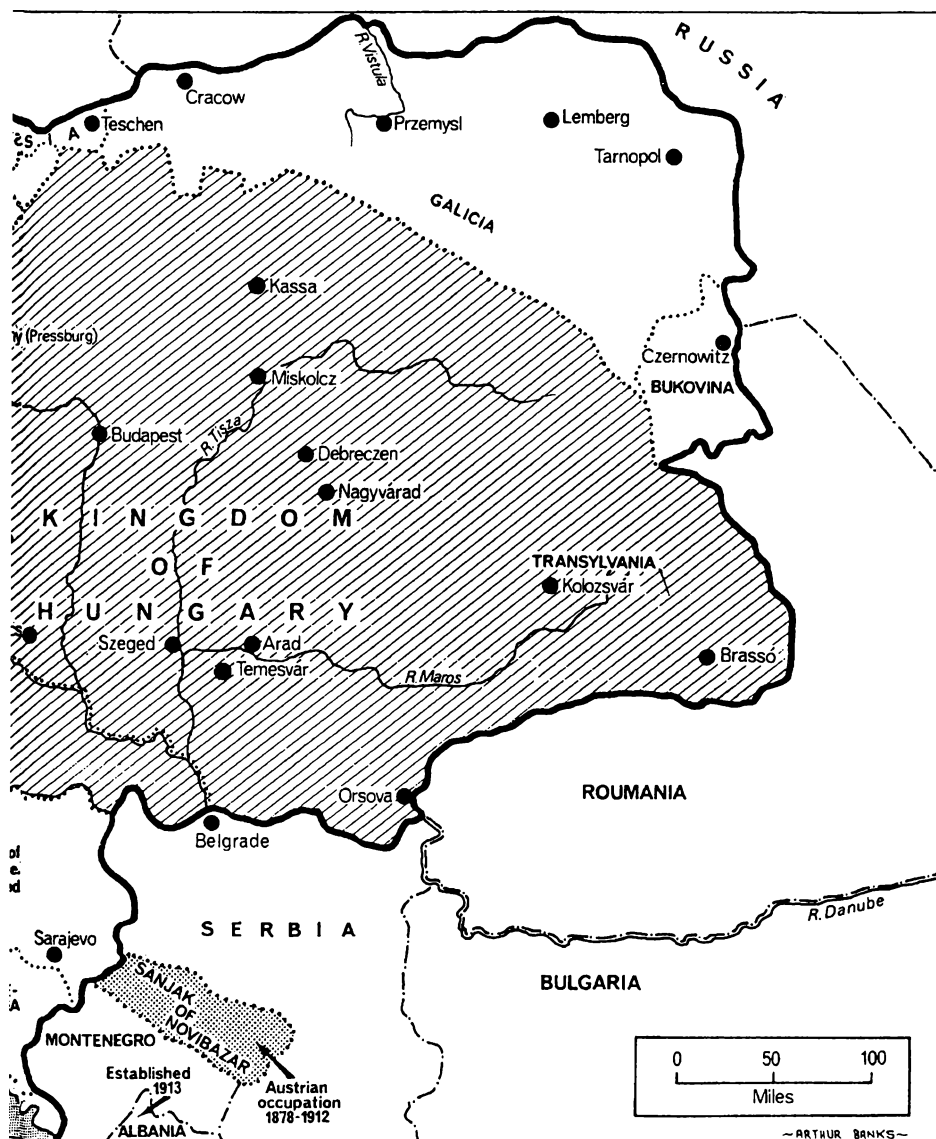 RUSSIA
R. Vistula
Cracow
Teschen
A
Przemysl
Lemberg
Tarnopol
GALICIA
Kassa
(Pressburg)
Czernowitz
BUKOVINA
Miskolcz
R. Tisza
Budapest
Debreczen
Nagyvárad
KINGDOM
OF
HUNGARY
TRANSYLVANIA
Kolozsvár
Szeged
Arad
Temesvár
R. Maros
Brassó
Orsova
ROUMANIA
Belgrade
of
e.
d
SERBIA
R. Danube
Sarajevo
BULGARIA
SANJAK
OF
NOVIBAZAR
A
MONTENEGRO
Established
1913
Austrian
occupation
1878-1912
ALBANIA
0 50 100
Miles
~ARTHUR BANKS~